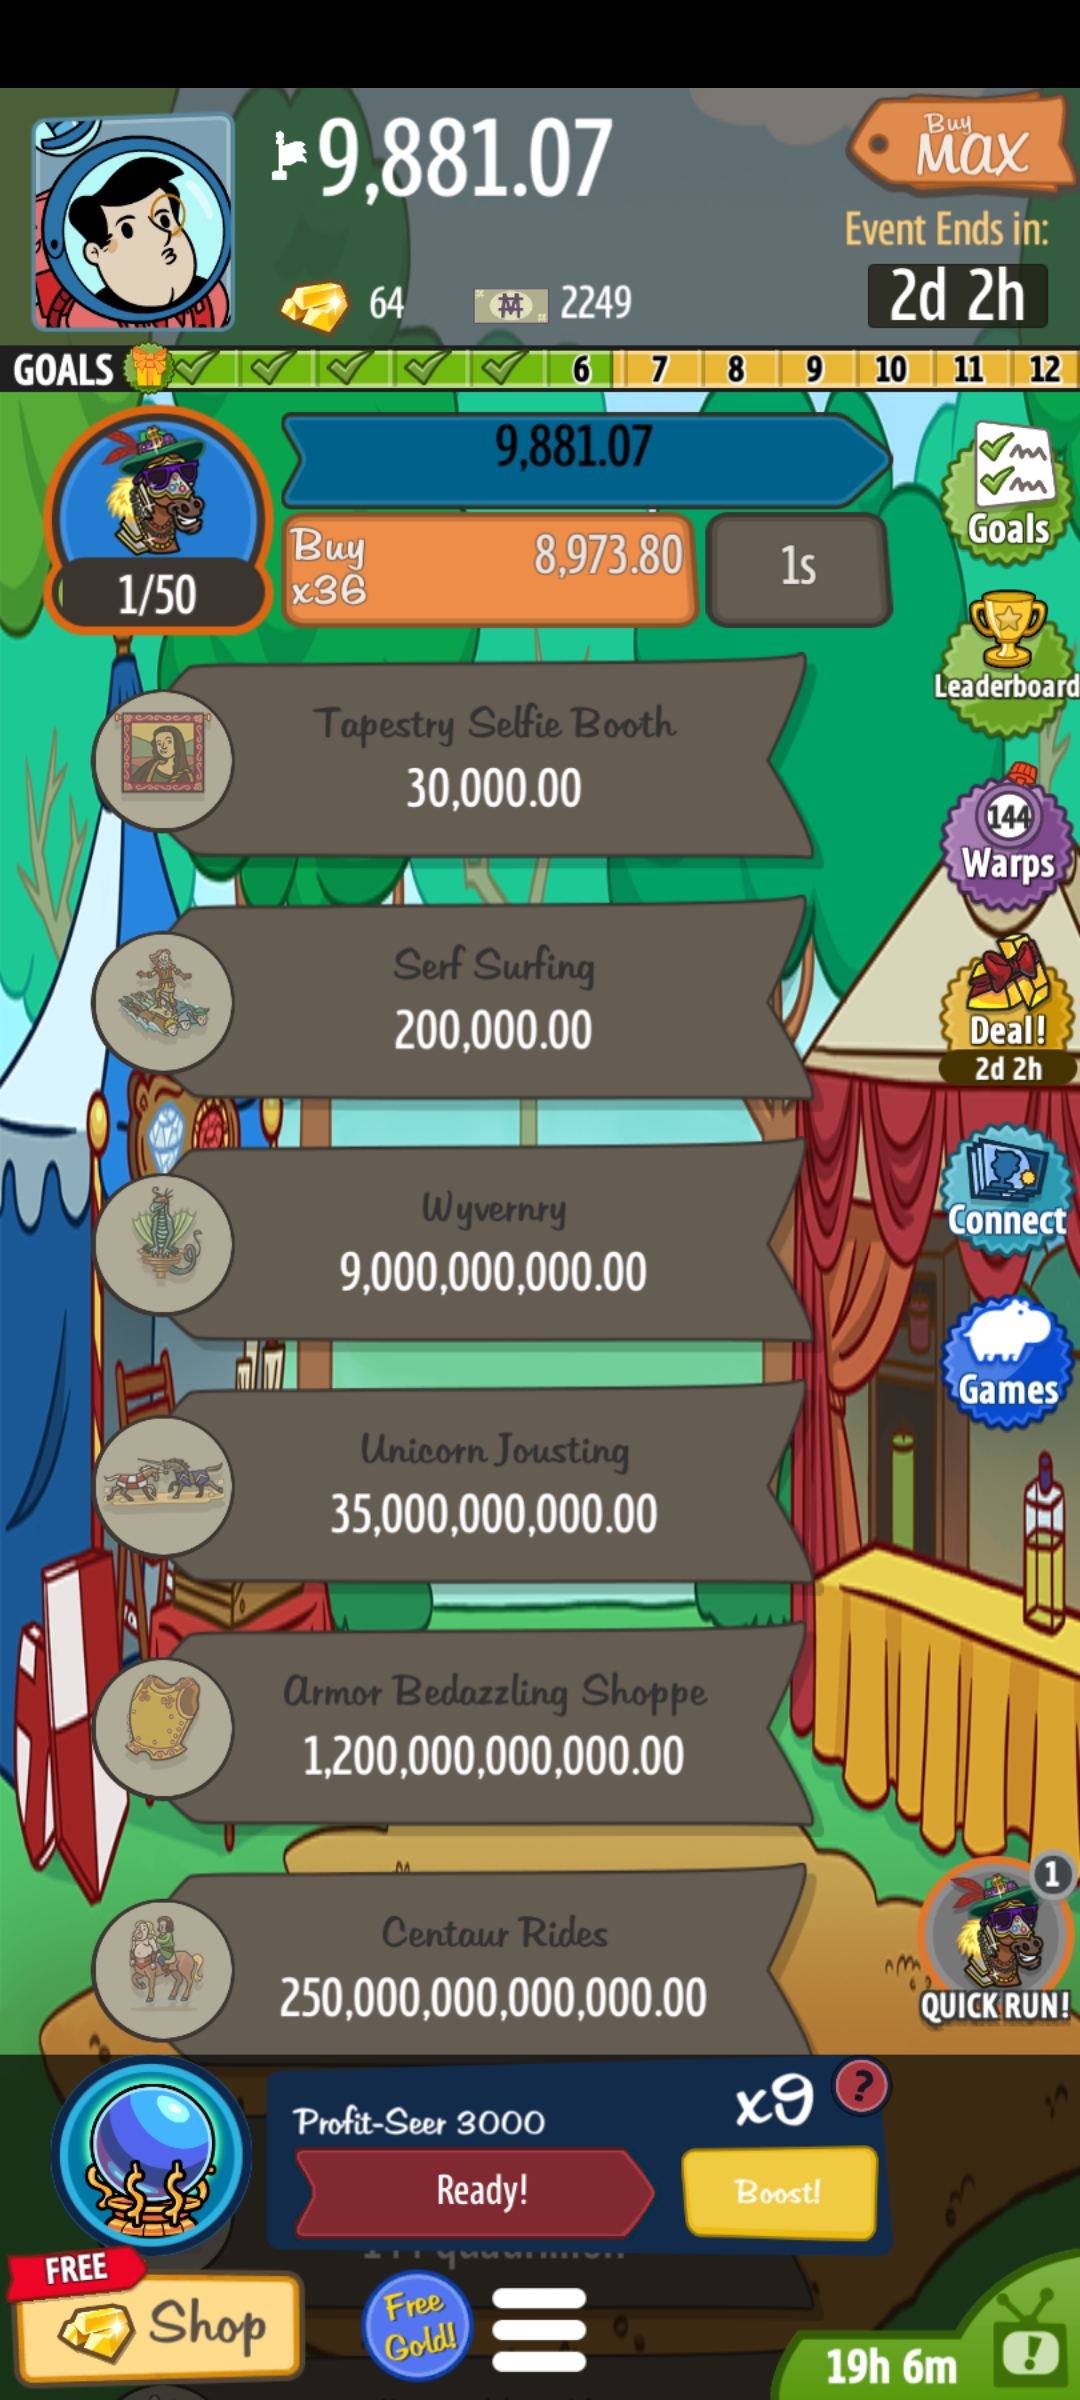 9,881.07
Buy
MAX
Event Ends in:
64
2249
2d 2h
GOALS
6 7 8 9 10 11 12
9,881.07
Buy
x36
8,973.80
1s
1/50
Goals
Leaderboard
Tapestry Selfie Booth
30,000.00
144
Warps
Serf Surfing
200,000.00
Deal!
2d 2h
Wyvernry
9,000,000,000.00
Connect
Games
Unicorn Jousting
35,000,000,000.00
Armor Bedazzling Shoppe
1,200,000,000,000.00
1
Centaur Rides
250,000,000,000,000.00
QUICK RUN!
Profit-Seer 3000
x9
?
Ready!
Boost!
FREE
Shop
Free
Gold!
19h 6m
!